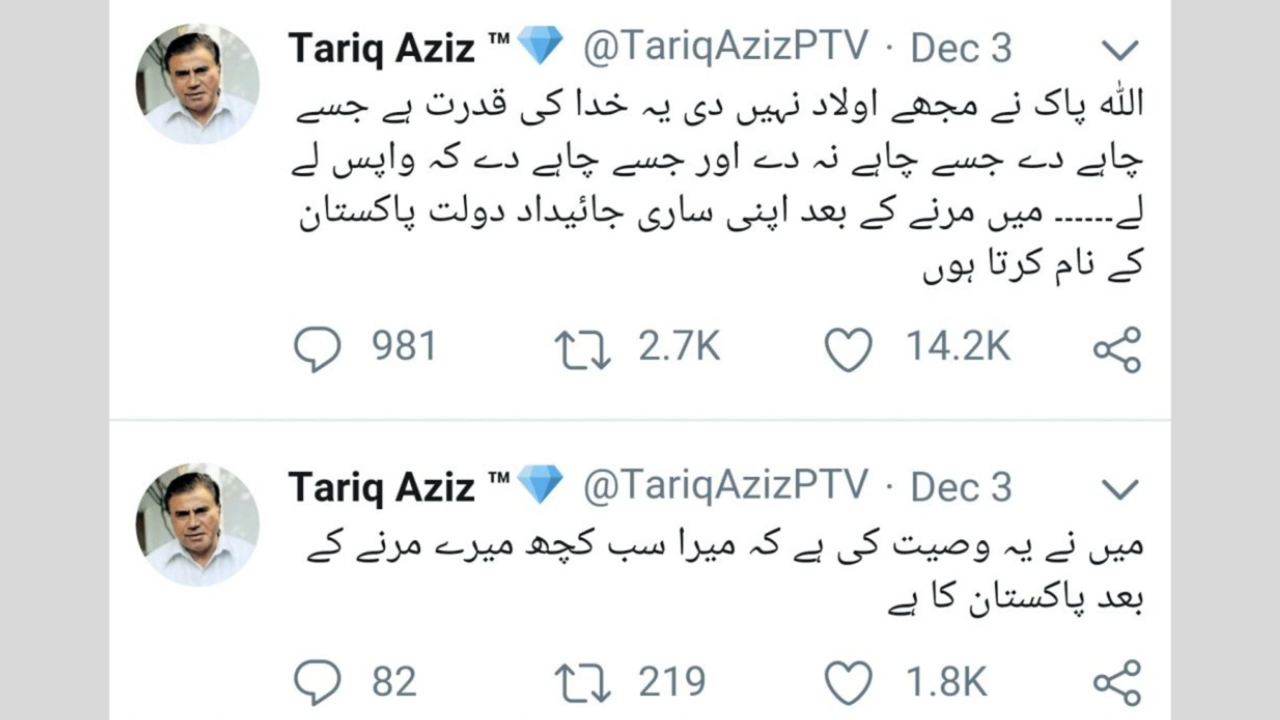 Tariq Aziz ™💎 @TariqAzizPTV · Dec 3
اللہ پاک نے مجھے اولاد نہیں دی یہ خدا کی قدرت ہے جسے
چاہے دے جسے چاہے نہ دے اور جسے چاہے دے کہ واپس لے
لے------ میں مرنے کے بعد اپنی ساری جائیداد دولت پاکستان
کے نام کرتا ہوں
981 2.7K 14.2K
Tariq Aziz ™💎 @TariqAzizPTV · Dec 3
میں نے یہ وصیت کی ہے کہ میرا سب کچھ میرے مرنے کے
بعد پاکستان کا ہے
82 219 1.8K